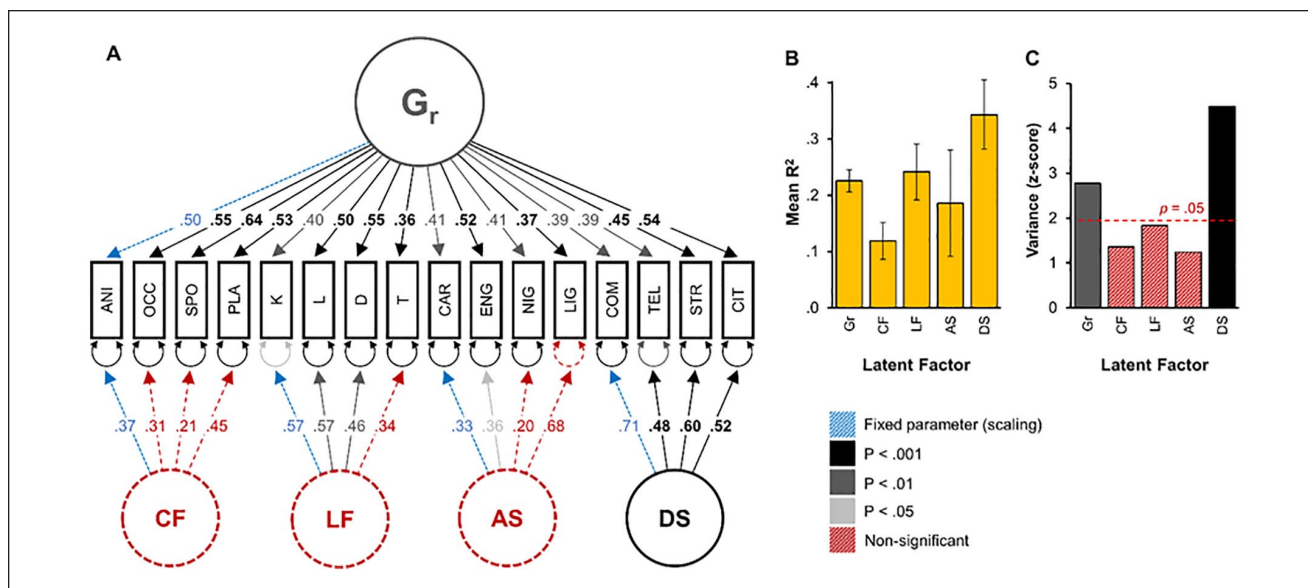 A
G_r
.50 .55 .64 .53 .40 .50 .55 .36 .41 .52 .41 .37 .39 .39 .45 .54
ANI OCC SPO PLA K L D T CAR ENG NIG LIG COM TEL STR CIT
.37 .31 .21 .45 .57 .57 .46 .34 .33 .36 .20 .68 .71 .48 .60 .52
CF LF AS DS
B
Mean R²
.4
.3
.2
.1
.0
Gr CF LF AS DS
Latent Factor
C
Variance (z-score)
5
4
3
2
1
0
p = .05
Gr CF LF AS DS
Latent Factor
Fixed parameter (scaling)
P < .001
P < .01
P < .05
Non-significant